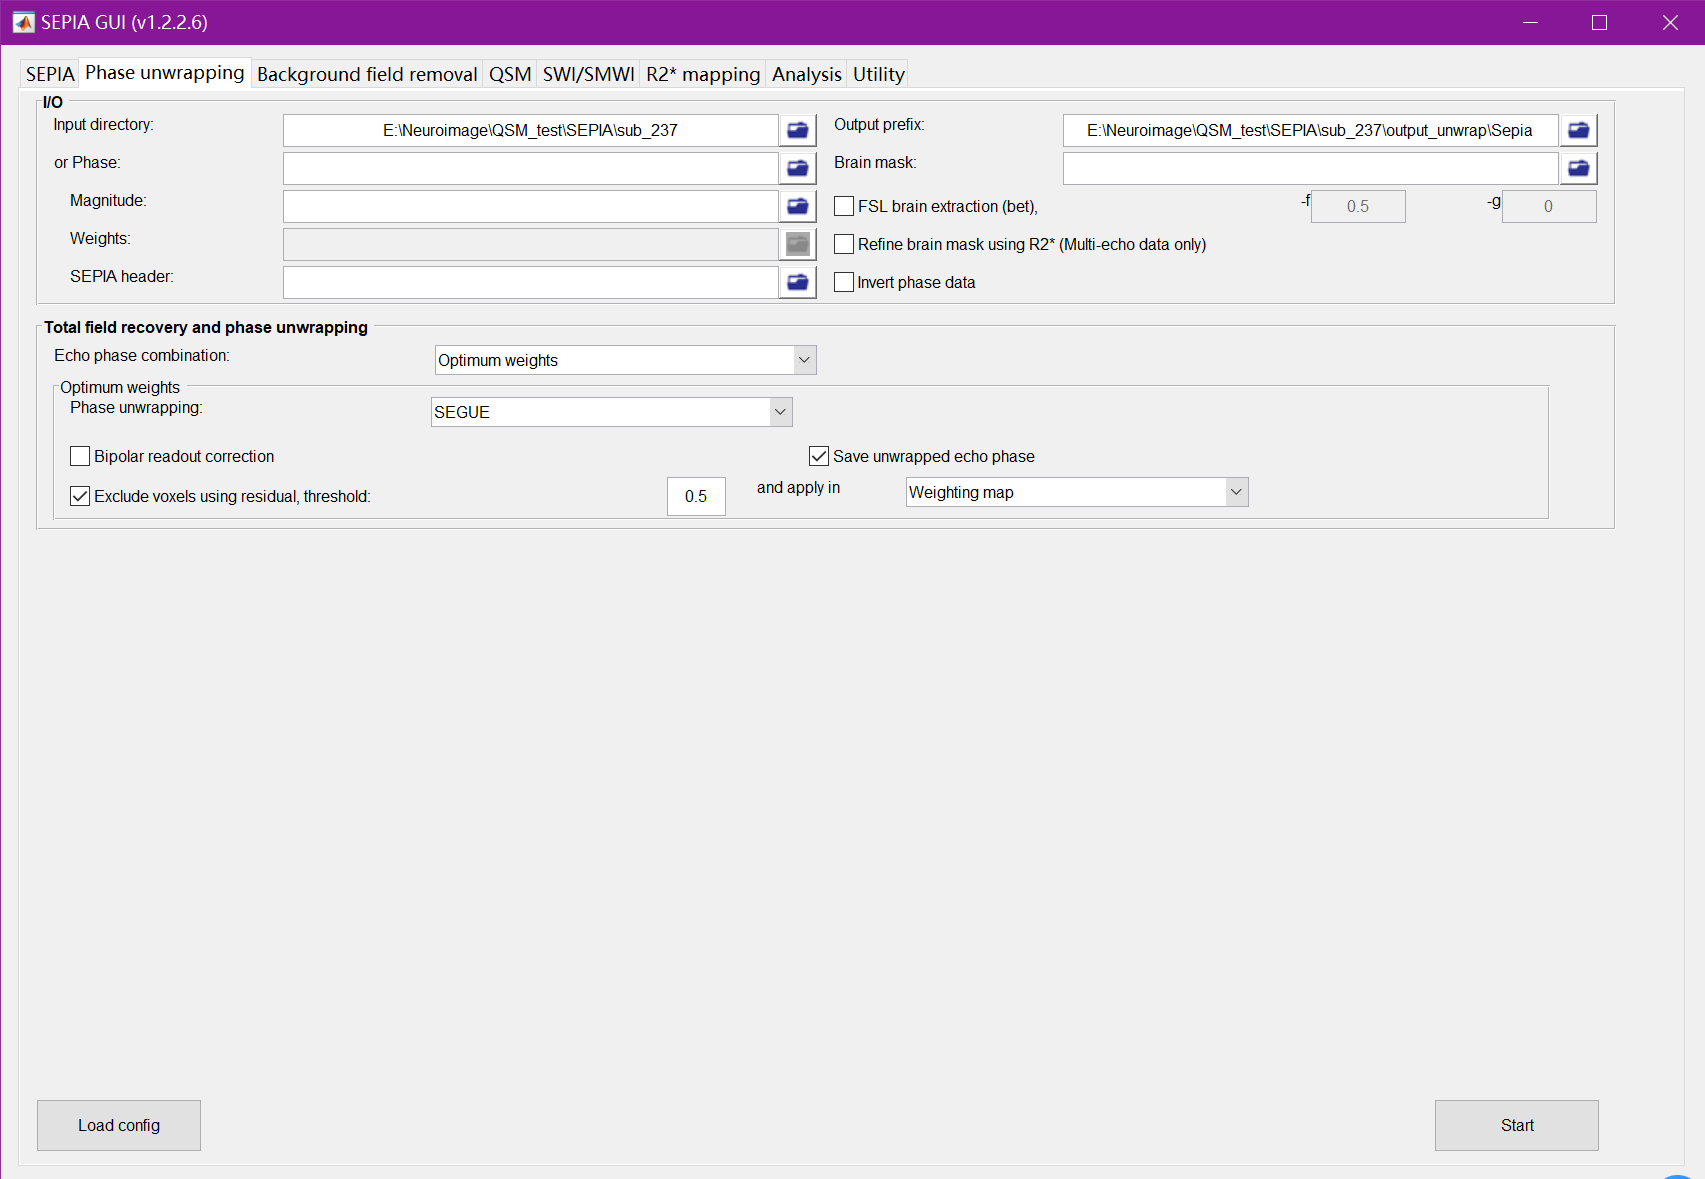 SEPIA GUI (v1.2.2.6)
SEPIA Phase unwrapping Background field removal QSM SWI/SMWI R2* mapping Analysis Utility
I/O
Input directory: E:\Neuroimage\QSM_test\SEPIA\sub_237 Output prefix: E:\Neuroimage\QSM_test\SEPIA\sub_237\output_unwrap\Sepia
or Phase: Brain mask:
Magnitude: FSL brain extraction (bet), -f 0.5 -g 0
Weights: Refine brain mask using R2* (Multi-echo data only)
SEPIA header: Invert phase data
Total field recovery and phase unwrapping
Echo phase combination: Optimum weights
Optimum weights
Phase unwrapping: SEGUE
Bipolar readout correction Save unwrapped echo phase
Exclude voxels using residual, threshold: 0.5 and apply in Weighting map
Load config Start